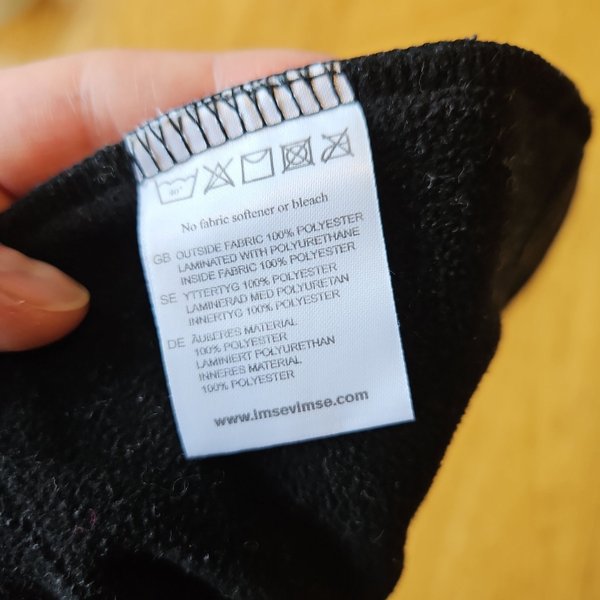 40°
No fabric softener or bleach
GB OUTSIDE FABRIC 100% POLYESTER
LAMINATED WITH POLYURETHANE
INSIDE FABRIC 100% POLYESTER
SE YTTERTYG 100% POLYESTER
LAMINERAD MED POLYURETAN
INNERTYG 100% POLYESTER
DE ÄUBERES MATERIAL
100% POLYESTER
LAMINIERT POLYURETHAN
INNERES MATERIAL
100% POLYESTER
www.imsevimse.com